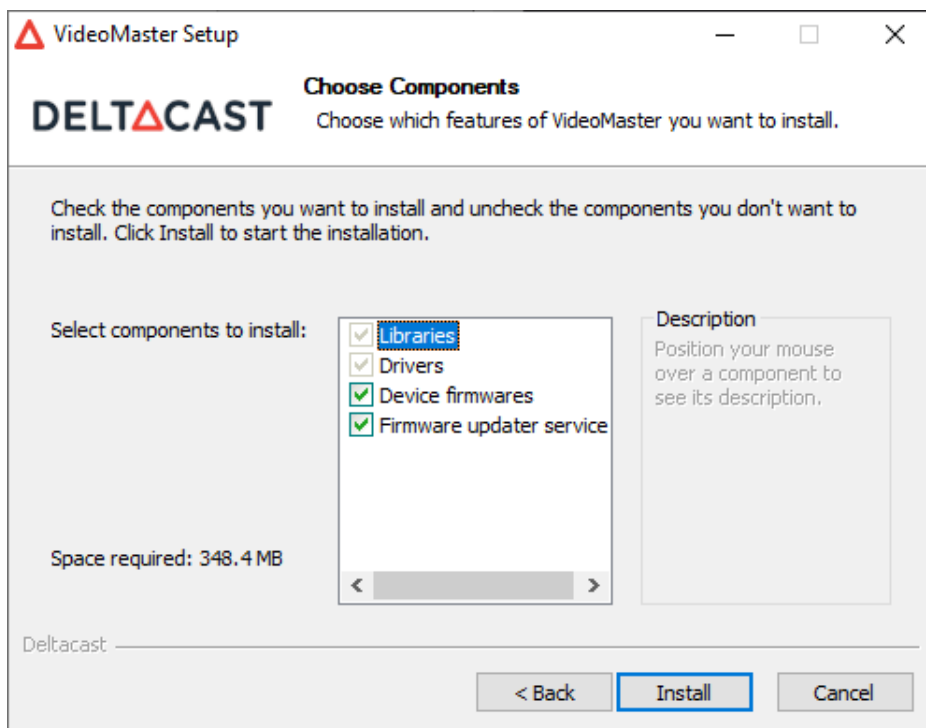 VideoMaster Setup
DELTACAST
Choose Components
Choose which features of VideoMaster you want to install.
Check the components you want to install and uncheck the components you don't want to
install. Click Install to start the installation.
Select components to install:
Libraries
Drivers
Device firmwares
Firmware updater service
Description
Position your mouse
over a component to
see its description.
Space required: 348.4 MB
Deltacast
< Back
Install
Cancel